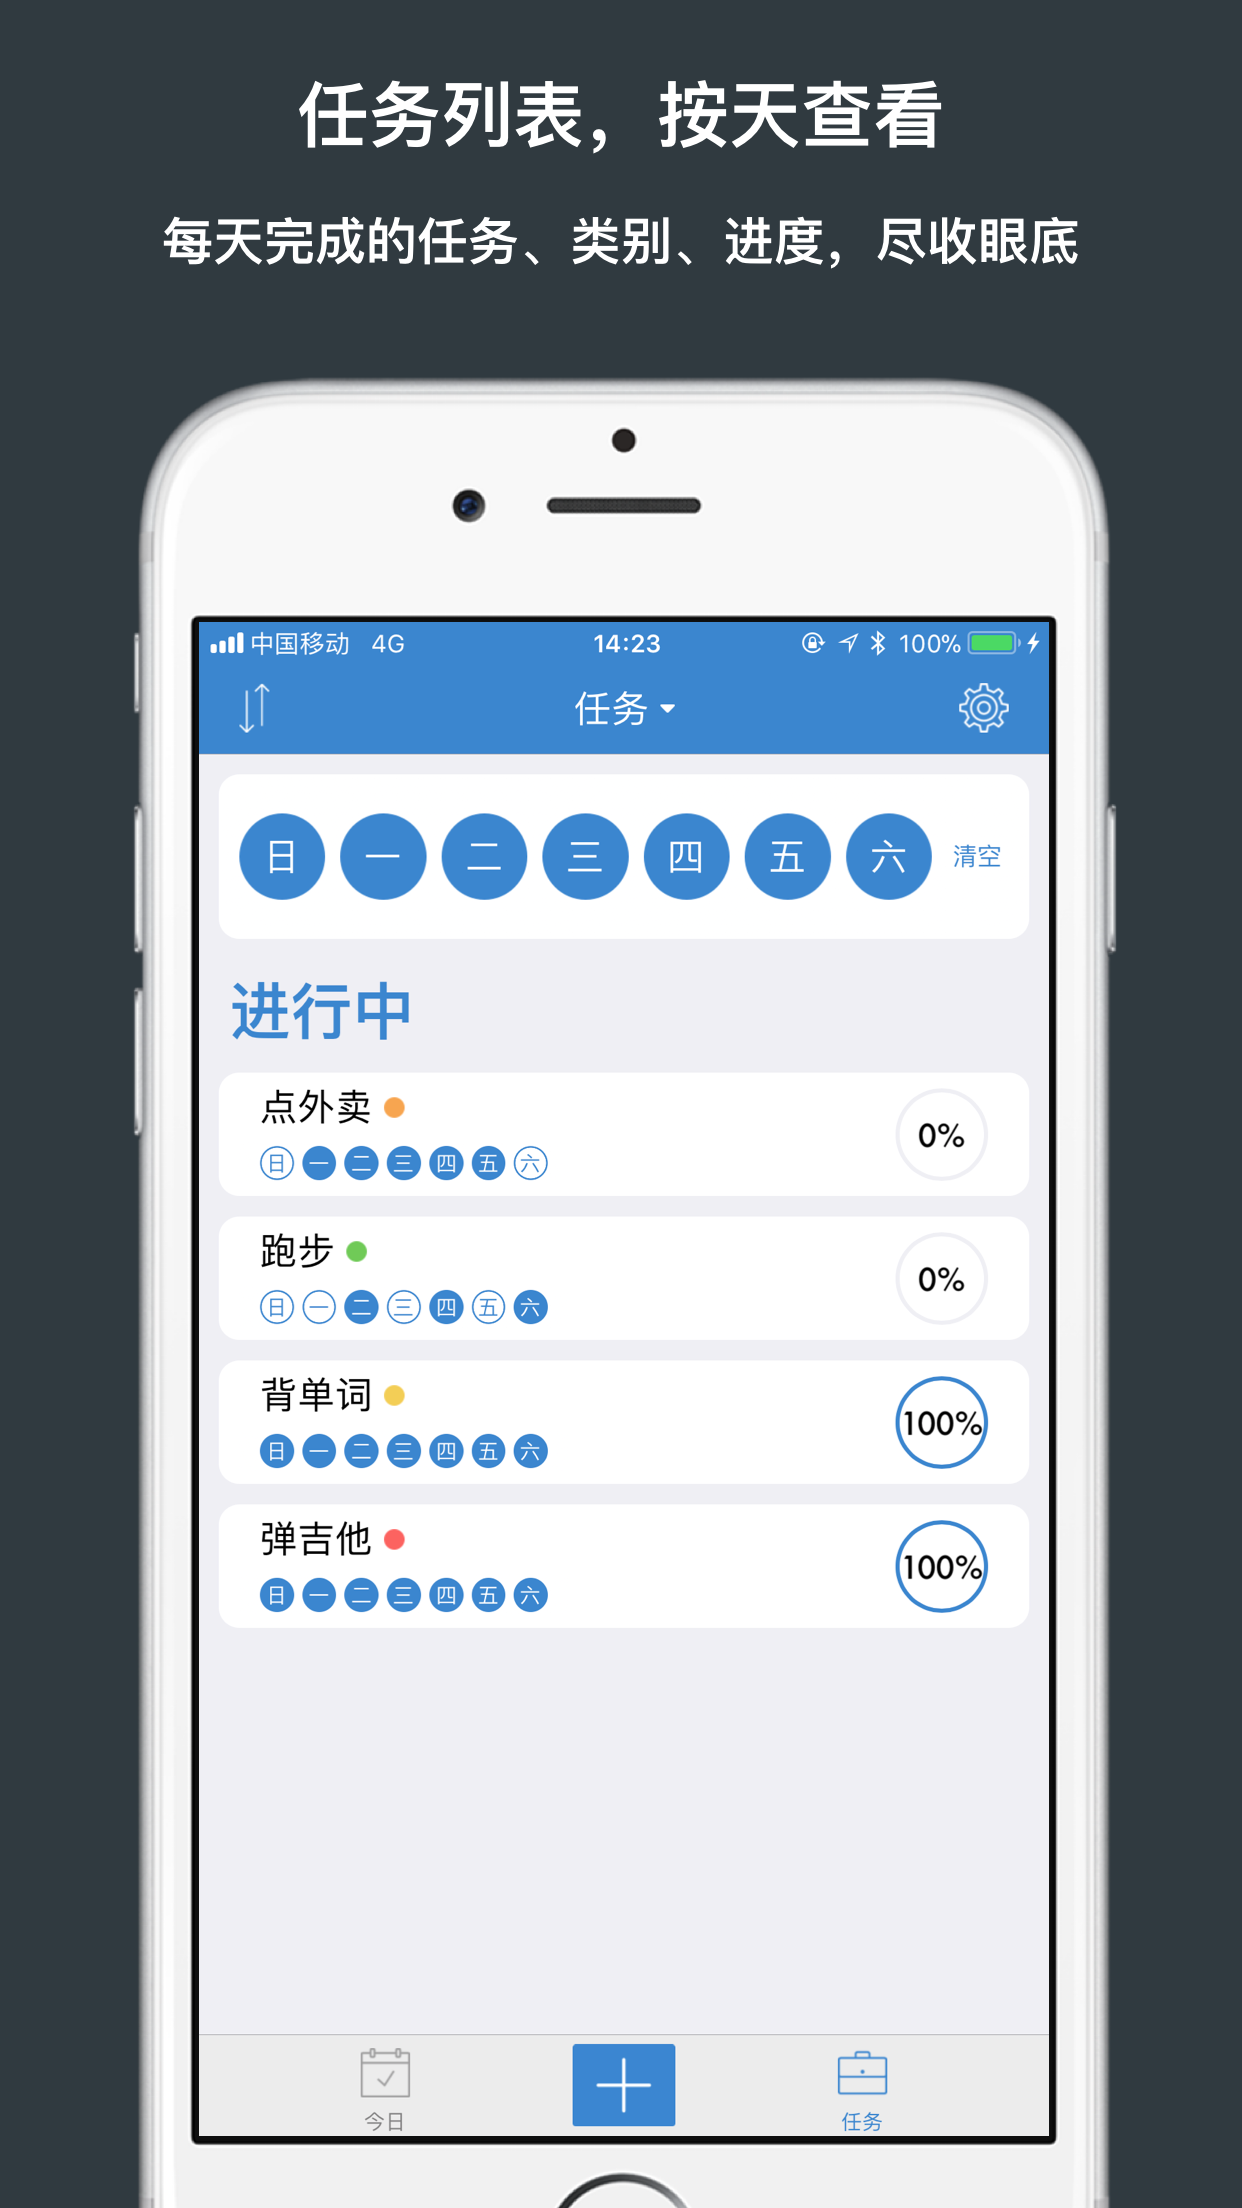 任务列表，按天查看
每天完成的任务、类别、进度，尽收眼底
中国移动 4G 14:23 100%
任务
日 一 二 三 四 五 六 清空
进行中
点外卖
日 一 二 三 四 五 六
0%
跑步
日 一 二 三 四 五 六
0%
背单词
日 一 二 三 四 五 六
100%
弹吉他
日 一 二 三 四 五 六
100%
今日 任务